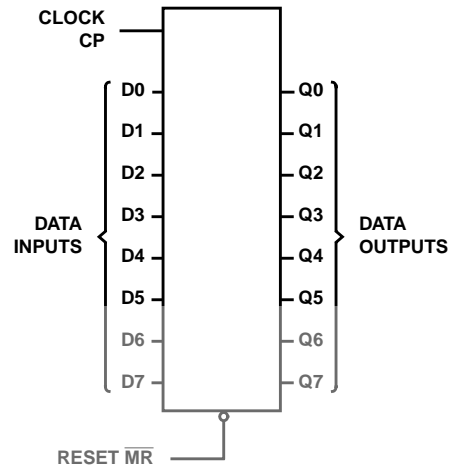 CLOCK
CP
D0
D1
D2
D3
D4
D5
D6
D7
DATA
INPUTS
Q0
Q1
Q2
Q3
Q4
Q5
Q6
Q7
DATA
OUTPUTS
RESET M̅R̅